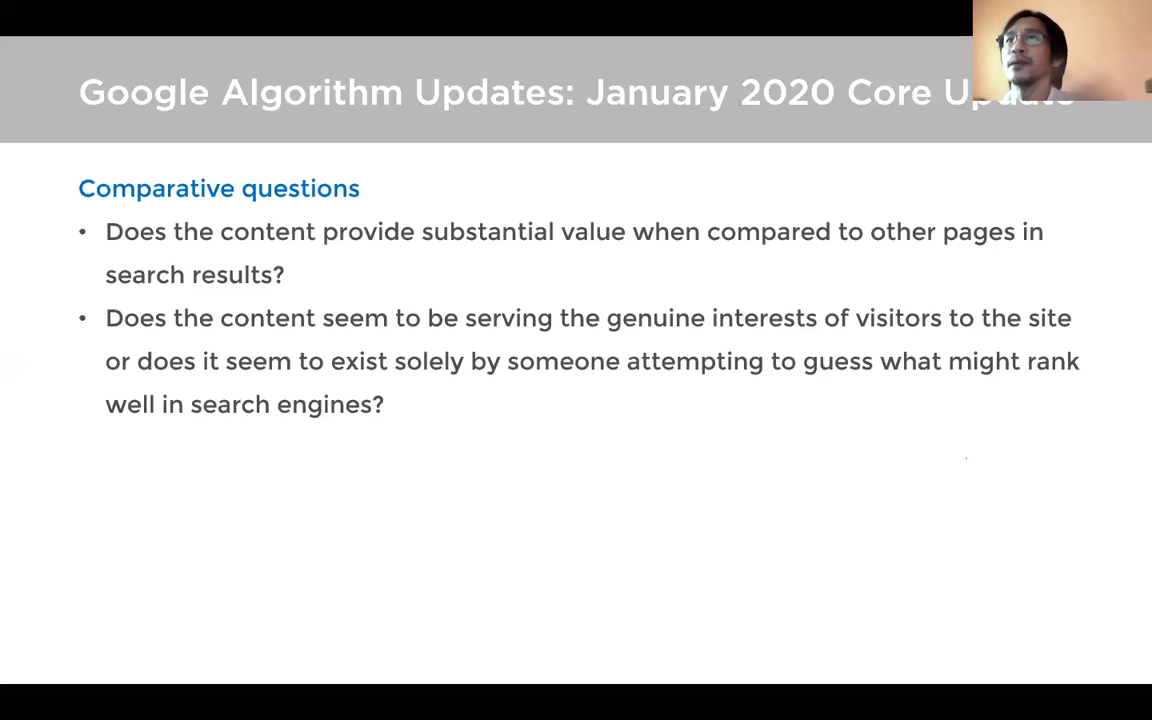 Google Algorithm Updates: January 2020 Core Update
Comparative questions
• Does the content provide substantial value when compared to other pages in
search results?
• Does the content seem to be serving the genuine interests of visitors to the site
or does it seem to exist solely by someone attempting to guess what might rank
well in search engines?